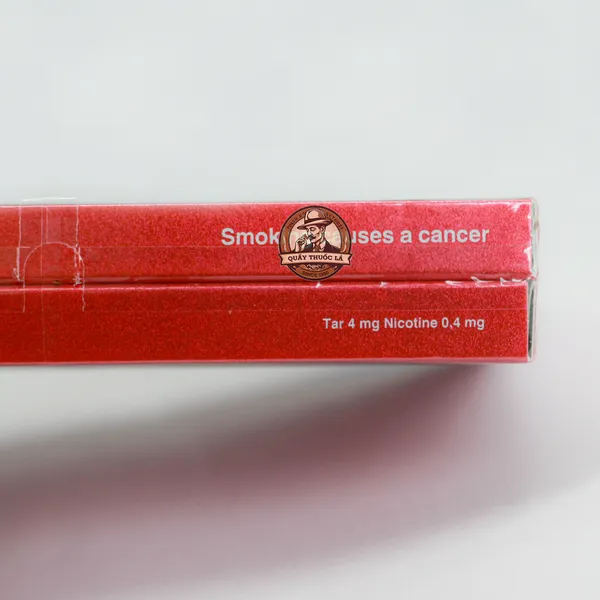 Smok uses a cancer
QUẦY THUỐC LÁ
Tar 4 mg Nicotine 0,4 mg